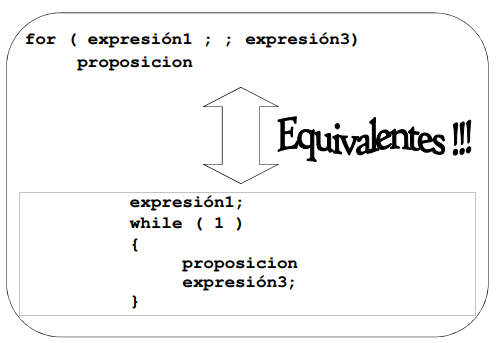 for ( expresión1 ; ; expresión3)
proposicion
Equivalentes !!!
expresión1;
while ( 1 )
{
proposicion
expresión3;
}